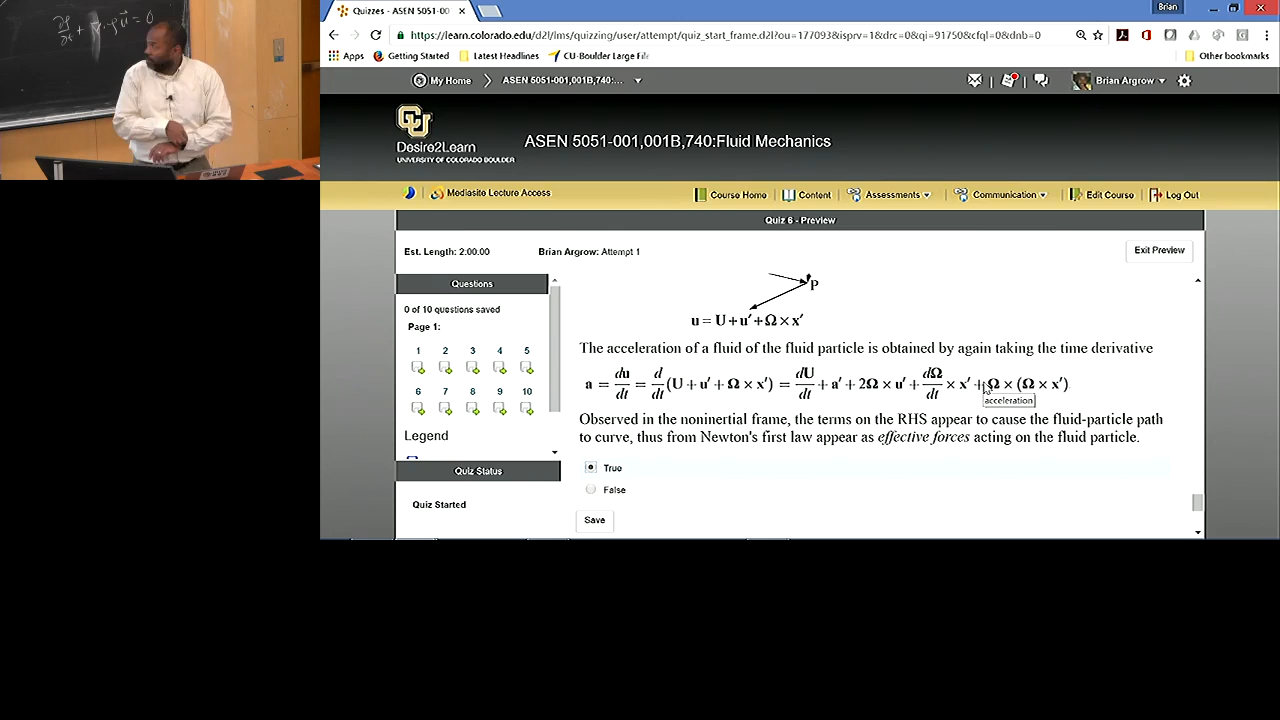 ∂ρ/∂t + ∇·ρu⃗ = 0
Quizzes - ASEN 5051-00
Brian
https://learn.colorado.edu/d2l/lms/quizzing/user/attempt/quiz_start_frame.d2l?ou=177093&isprv=1&drc=0&qi=91750&cfql=0&dnb=0
Apps
Getting Started
Latest Headlines
CU-Boulder Large Fil
Other bookmarks
My Home
ASEN 5051-001,001B,740:...
Brian Argrow
CU
Desire2Learn
UNIVERSITY OF COLORADO BOULDER
ASEN 5051-001,001B,740:Fluid Mechanics
Mediasite Lecture Access
Course Home
Content
Assessments
Communication
Edit Course
Log Out
Quiz 6 - Preview
Est. Length: 2:00:00
Brian Argrow: Attempt 1
Exit Preview
Questions
0 of 10 questions saved
Page 1:
1 2 3 4 5
6 7 8 9 10
Legend
Quiz Status
Quiz Started
P
u = U + u′ + Ω × x′
The acceleration of a fluid of the fluid particle is obtained by again taking the time derivative
a = du/dt = d/dt (U + u′ + Ω × x′) = dU/dt + a′ + 2Ω × u′ + dΩ/dt × x′ + Ω × (Ω × x′)
acceleration
Observed in the noninertial frame, the terms on the RHS appear to cause the fluid-particle path
to curve, thus from Newton's first law appear as effective forces acting on the fluid particle.
True
False
Save